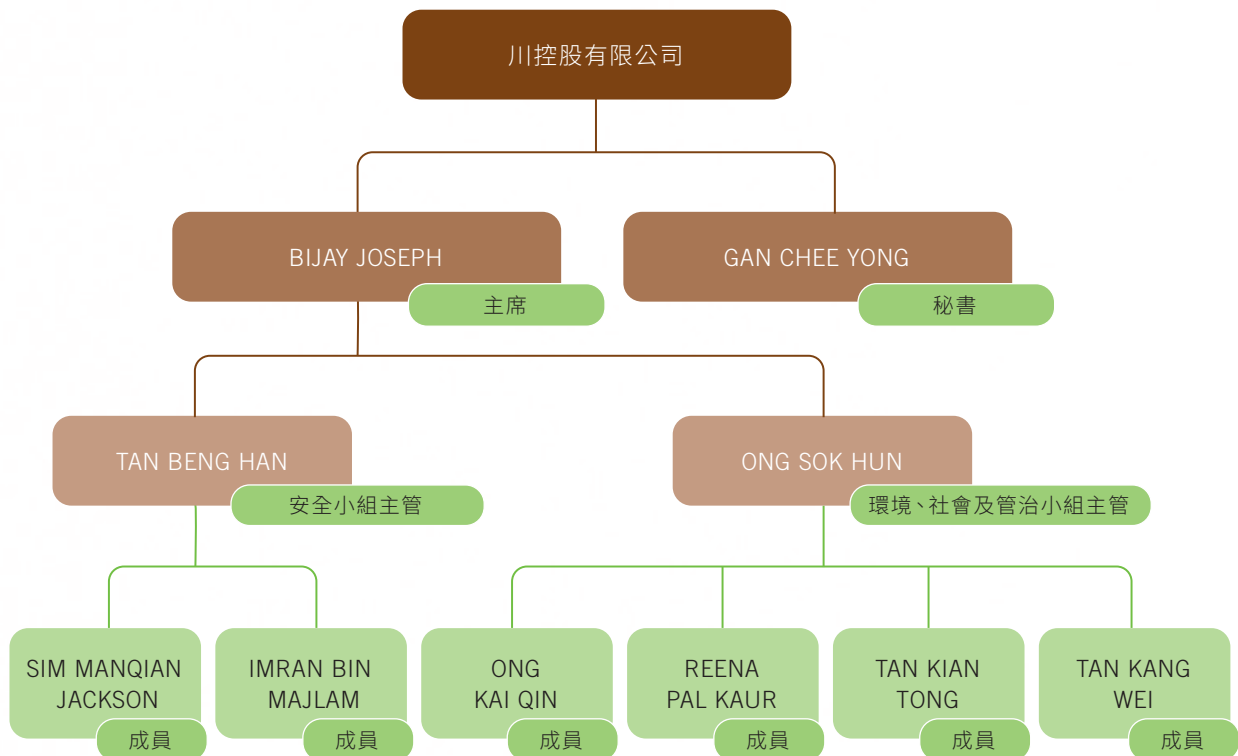 川控股有限公司
BIJAY JOSEPH
主席
GAN CHEE YONG
秘書
TAN BENG HAN
安全小組主管
ONG SOK HUN
環境、社會及管治小組主管
SIM MANQIAN
JACKSON
成員
IMRAN BIN
MAJLAM
成員
ONG
KAI QIN
成員
REENA
PAL KAUR
成員
TAN KIAN
TONG
成員
TAN KANG
WEI
成員